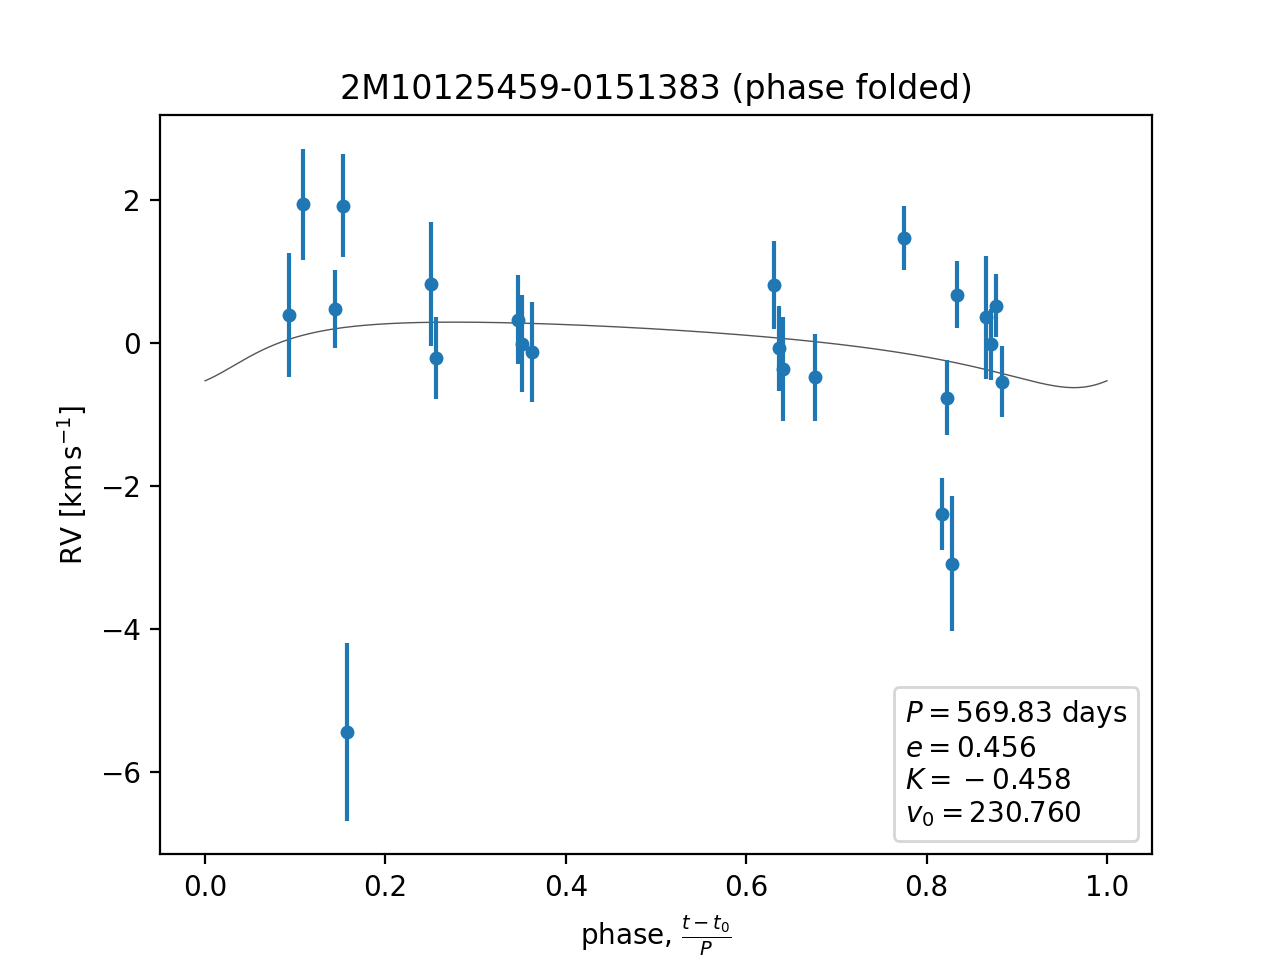 2M10125459-0151383 (phase folded)
2
0
−2
−4
−6
RV [km s⁻¹]
P = 569.83 days
e = 0.456
K = −0.458
v₀ = 230.760
0.0 0.2 0.4 0.6 0.8 1.0
phase, (t − t₀)/P